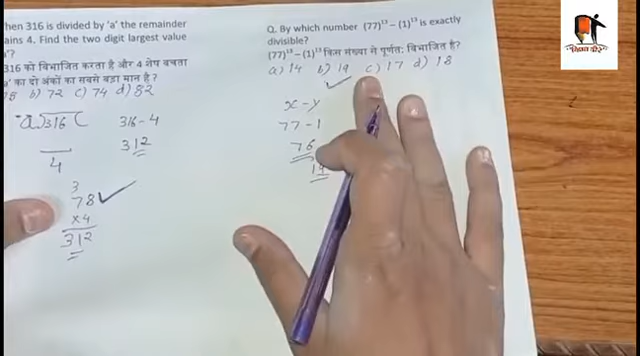 hen 316 is divided by 'a' the remainder
ains 4. Find the two digit largest value
316 को विभाजित करता है और 4 शेष बचता
a' का दो अंकों का सबसे बड़ा मान है?
b) 72 c) 74 d) 82
316
4
316-4
312
3
78
×4
312
Q. By which number (77)¹³ – (1)¹³ is exactly
divisible?
(77)¹³ – (1)¹³ किस संख्या से पूर्णत: विभाजित है?
a) 14 b) 19 c) 17 d) 18
x-y
77-1
76